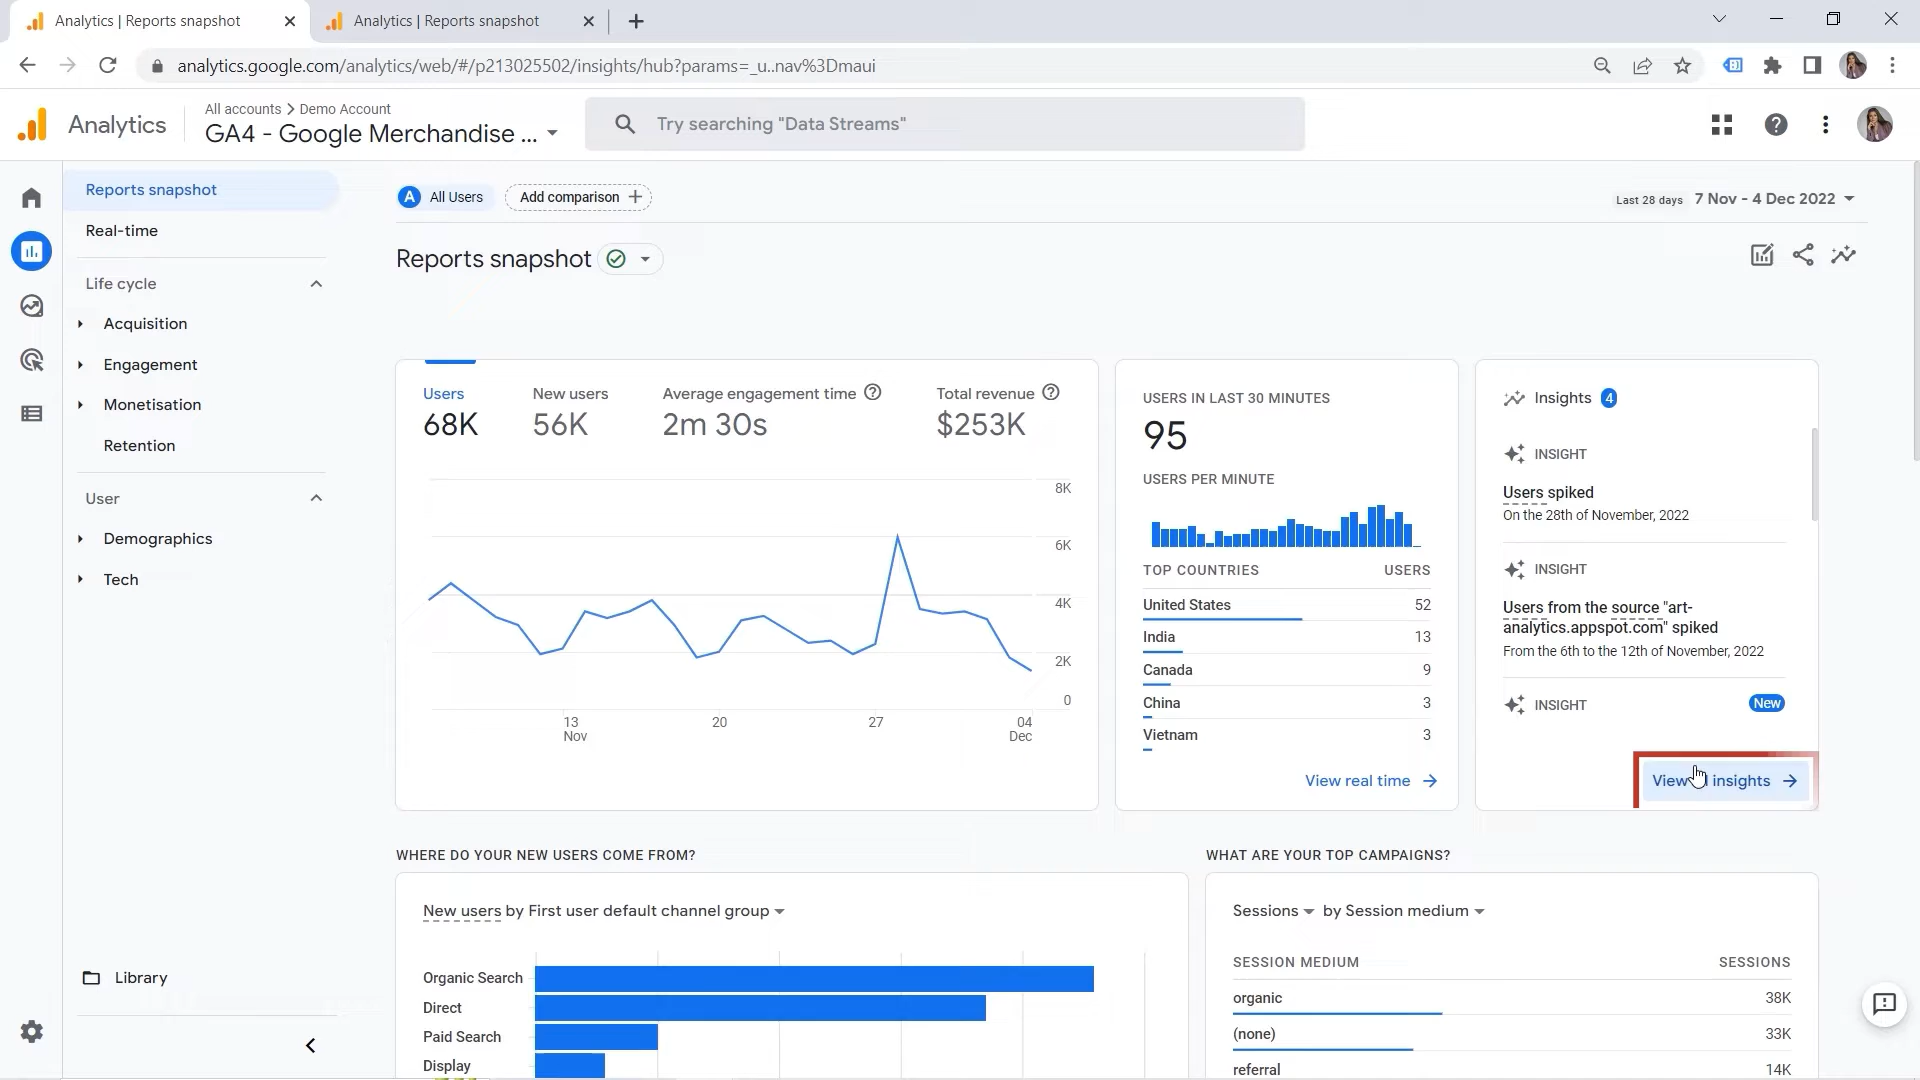 Analytics | Reports snapshot
Analytics | Reports snapshot
analytics.google.com/analytics/web/#/p213025502/insights/hub?params=_u..nav%3Dmaui
Analytics
All accounts > Demo Account
GA4 - Google Merchandise ...
Try searching "Data Streams"
Reports snapshot
Real-time
Life cycle
Acquisition
Engagement
Monetisation
Retention
User
Demographics
Tech
Library
A All Users
Add comparison +
Last 28 days 7 Nov - 4 Dec 2022
Reports snapshot
Users
68K
New users
56K
Average engagement time
2m 30s
Total revenue
$253K
8K
6K
4K
2K
0
13
Nov
20
27
04
Dec
USERS IN LAST 30 MINUTES
95
USERS PER MINUTE
TOP COUNTRIES USERS
United States 52
India 13
Canada 9
China 3
Vietnam 3
View real time
Insights 4
INSIGHT
Users spiked
On the 28th of November, 2022
INSIGHT
Users from the source "art-
analytics.appspot.com" spiked
From the 6th to the 12th of November, 2022
INSIGHT New
View insights
WHERE DO YOUR NEW USERS COME FROM?
New users by First user default channel group
Organic Search
Direct
Paid Search
Display
WHAT ARE YOUR TOP CAMPAIGNS?
Sessions by Session medium
SESSION MEDIUM SESSIONS
organic 38K
(none) 33K
referral 14K